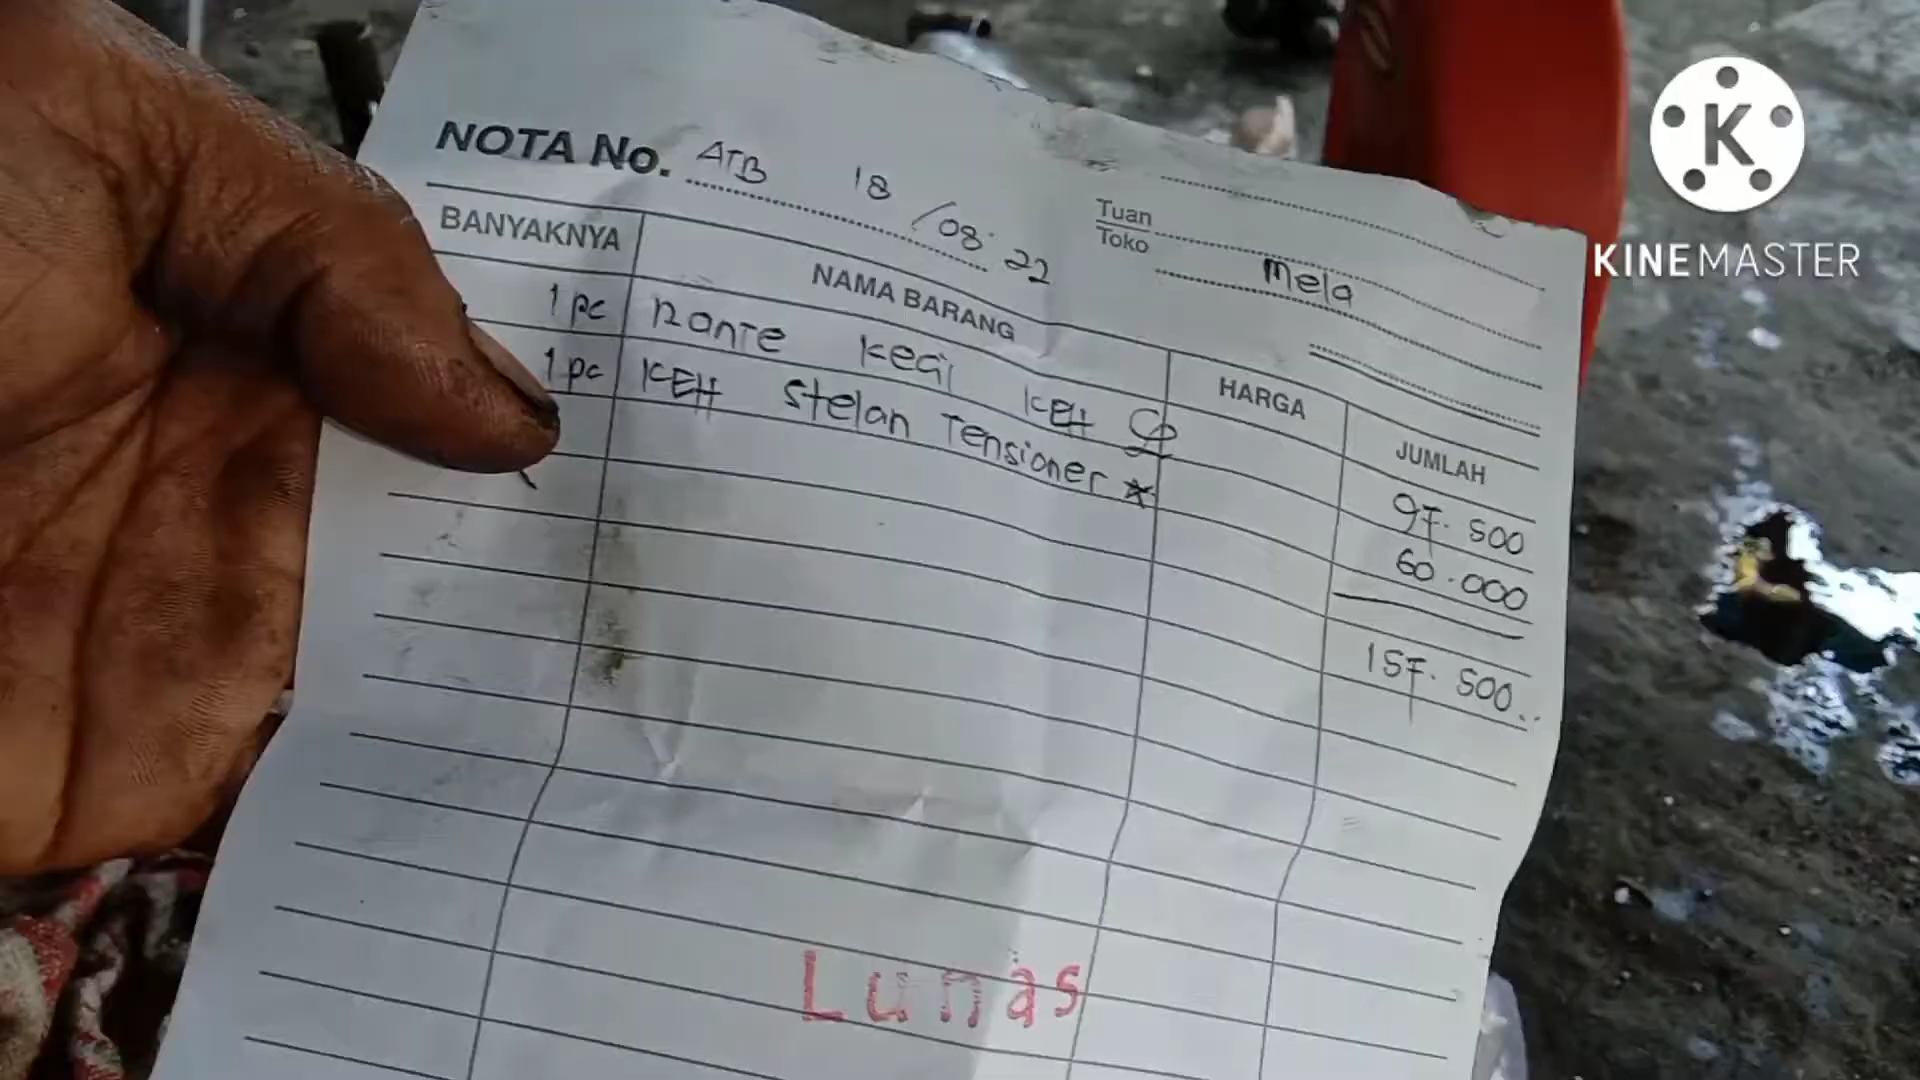 NOTA No. ATB 18/08.22
Tuan
Toko
Mela
BANYAKNYA NAMA BARANG HARGA JUMLAH
1 pc Rante Keci KEH 97.500
1 pc KEH Stelan Tensioner * 60.000
157.500
Lunas
K
KINEMASTER